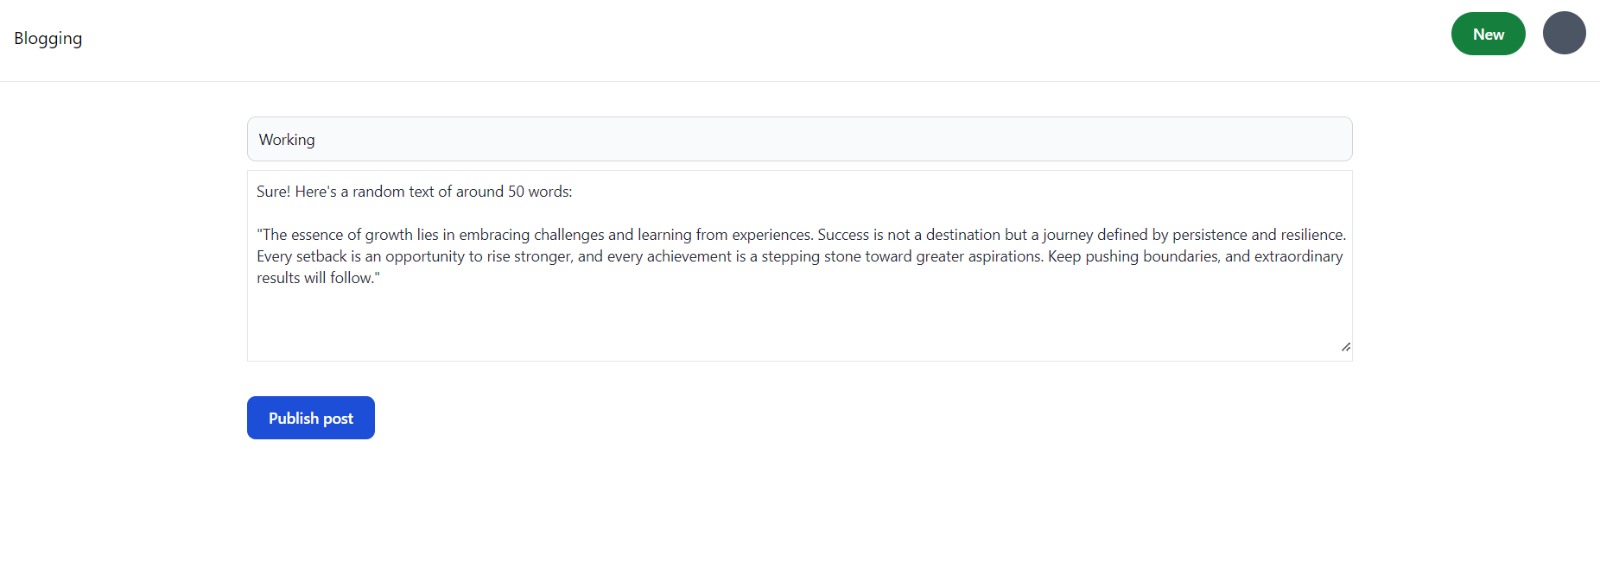 Blogging
New
Working
Sure! Here's a random text of around 50 words:
"The essence of growth lies in embracing challenges and learning from experiences. Success is not a destination but a journey defined by persistence and resilience.
Every setback is an opportunity to rise stronger, and every achievement is a stepping stone toward greater aspirations. Keep pushing boundaries, and extraordinary
results will follow."
Publish post